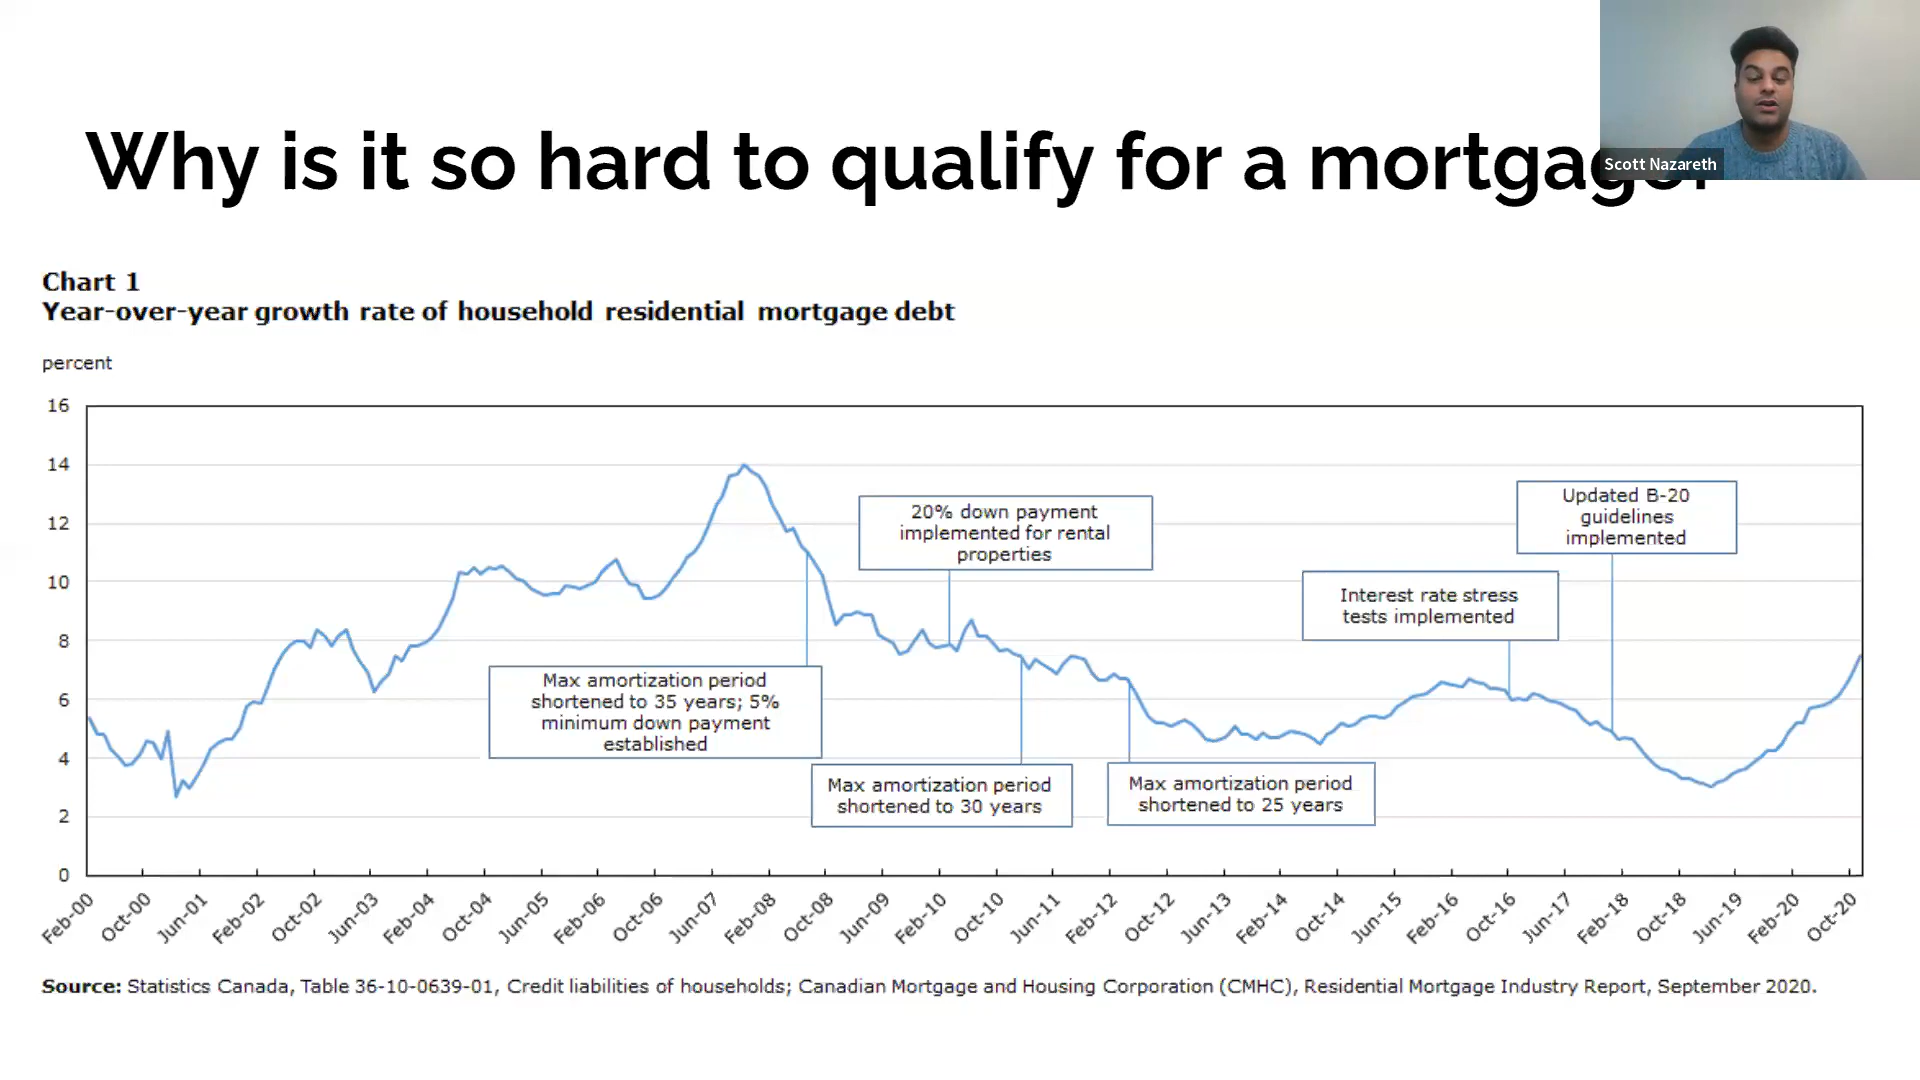 Why is it so hard to qualify for a mortgage?
Scott Nazareth
Chart 1
Year-over-year growth rate of household residential mortgage debt
percent
16
14
12
10
8
6
4
2
0
Max amortization period
shortened to 35 years; 5%
minimum down payment
established
20% down payment
implemented for rental
properties
Max amortization period
shortened to 30 years
Max amortization period
shortened to 25 years
Interest rate stress
tests implemented
Updated B-20
guidelines
implemented
Feb-00
Oct-00
Jun-01
Feb-02
Oct-02
Jun-03
Feb-04
Oct-04
Jun-05
Feb-06
Oct-06
Jun-07
Feb-08
Oct-08
Jun-09
Feb-10
Oct-10
Jun-11
Feb-12
Oct-12
Jun-13
Feb-14
Oct-14
Jun-15
Feb-16
Oct-16
Jun-17
Feb-18
Oct-18
Jun-19
Feb-20
Oct-20
Source: Statistics Canada, Table 36-10-0639-01, Credit liabilities of households; Canadian Mortgage and Housing Corporation (CMHC), Residential Mortgage Industry Report, September 2020.